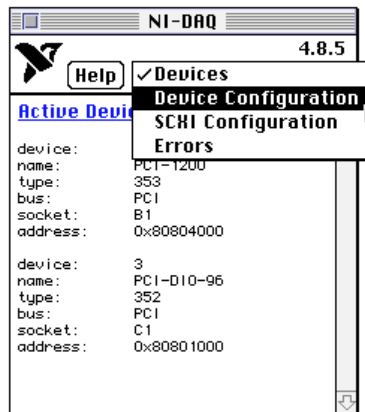 NI-DAQ
4.8.5
Help
✓Devices
Device Configuration
SCXI Configuration
Errors
Active Devi
device:
name: PCI-1200
type: 353
bus: PCI
socket: B1
address: 0x80804000
device: 3
name: PCI-DIO-96
type: 352
bus: PCI
socket: C1
address: 0x80801000